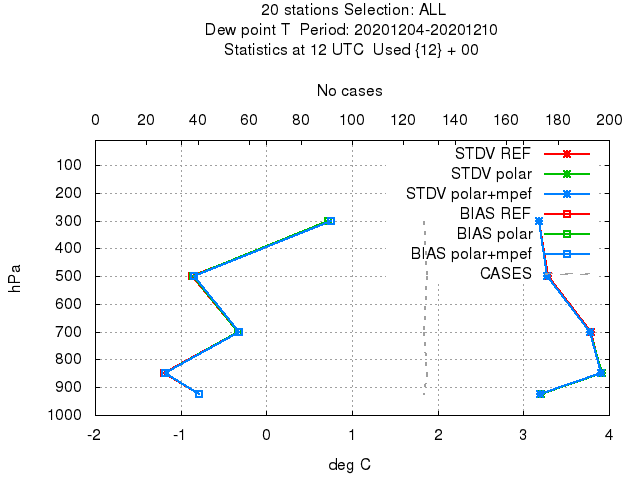 20 stations Selection: ALL
Dew point T  Period: 20201204-20201210
Statistics at 12 UTC  Used {12} + 00
No cases
0 20 40 60 80 100 120 140 160 180 200
STDV REF
STDV polar
STDV polar+mpef
BIAS REF
BIAS polar
BIAS polar+mpef
CASES
100
200
300
400
500
600
700
800
900
1000
hPa
-2 -1 0 1 2 3 4
deg C